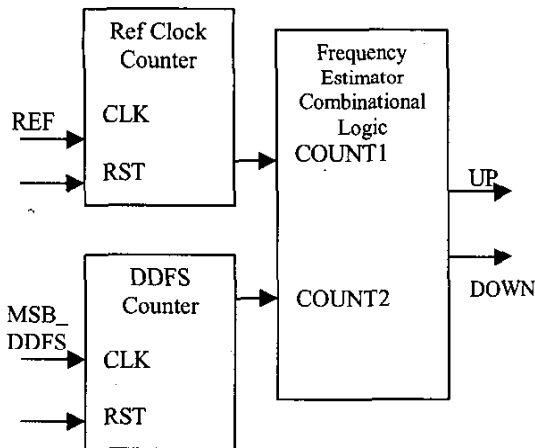 Ref Clock
Counter
REF
CLK
RST
Frequency
Estimator
Combinational
Logic
COUNT1
UP
DOWN
COUNT2
DDFS
Counter
MSB_
DDFS
CLK
RST